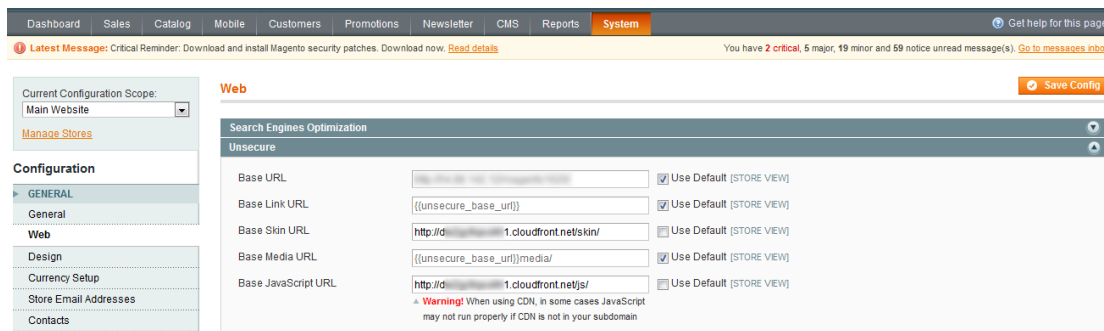 Dashboard Sales Catalog Mobile Customers Promotions Newsletter CMS Reports System Get help for this page
Latest Message: Critical Reminder: Download and install Magento security patches. Download now. Read details You have 2 critical, 5 major, 19 minor and 59 notice unread message(s). Go to messages inbo
Current Configuration Scope:
Main Website
Manage Stores
Configuration
GENERAL
General
Web
Design
Currency Setup
Store Email Addresses
Contacts
Web Save Config
Search Engines Optimization
Unsecure
Base URL Use Default [STORE VIEW]
Base Link URL {{unsecure_base_url}} Use Default [STORE VIEW]
Base Skin URL http://d 1.cloudfront.net/skin/ Use Default [STORE VIEW]
Base Media URL {{unsecure_base_url}}media/ Use Default [STORE VIEW]
Base JavaScript URL http://d 1.cloudfront.net/js/ Use Default [STORE VIEW]
Warning! When using CDN, in some cases JavaScript
may not run properly if CDN is not in your subdomain